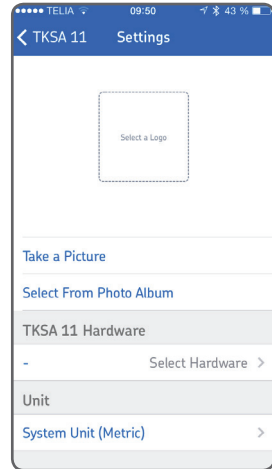 TELIA 09:50 43 %
TKSA 11 Settings
Select a Logo
Take a Picture
Select From Photo Album
TKSA 11 Hardware
- Select Hardware >
Unit
System Unit (Metric) >